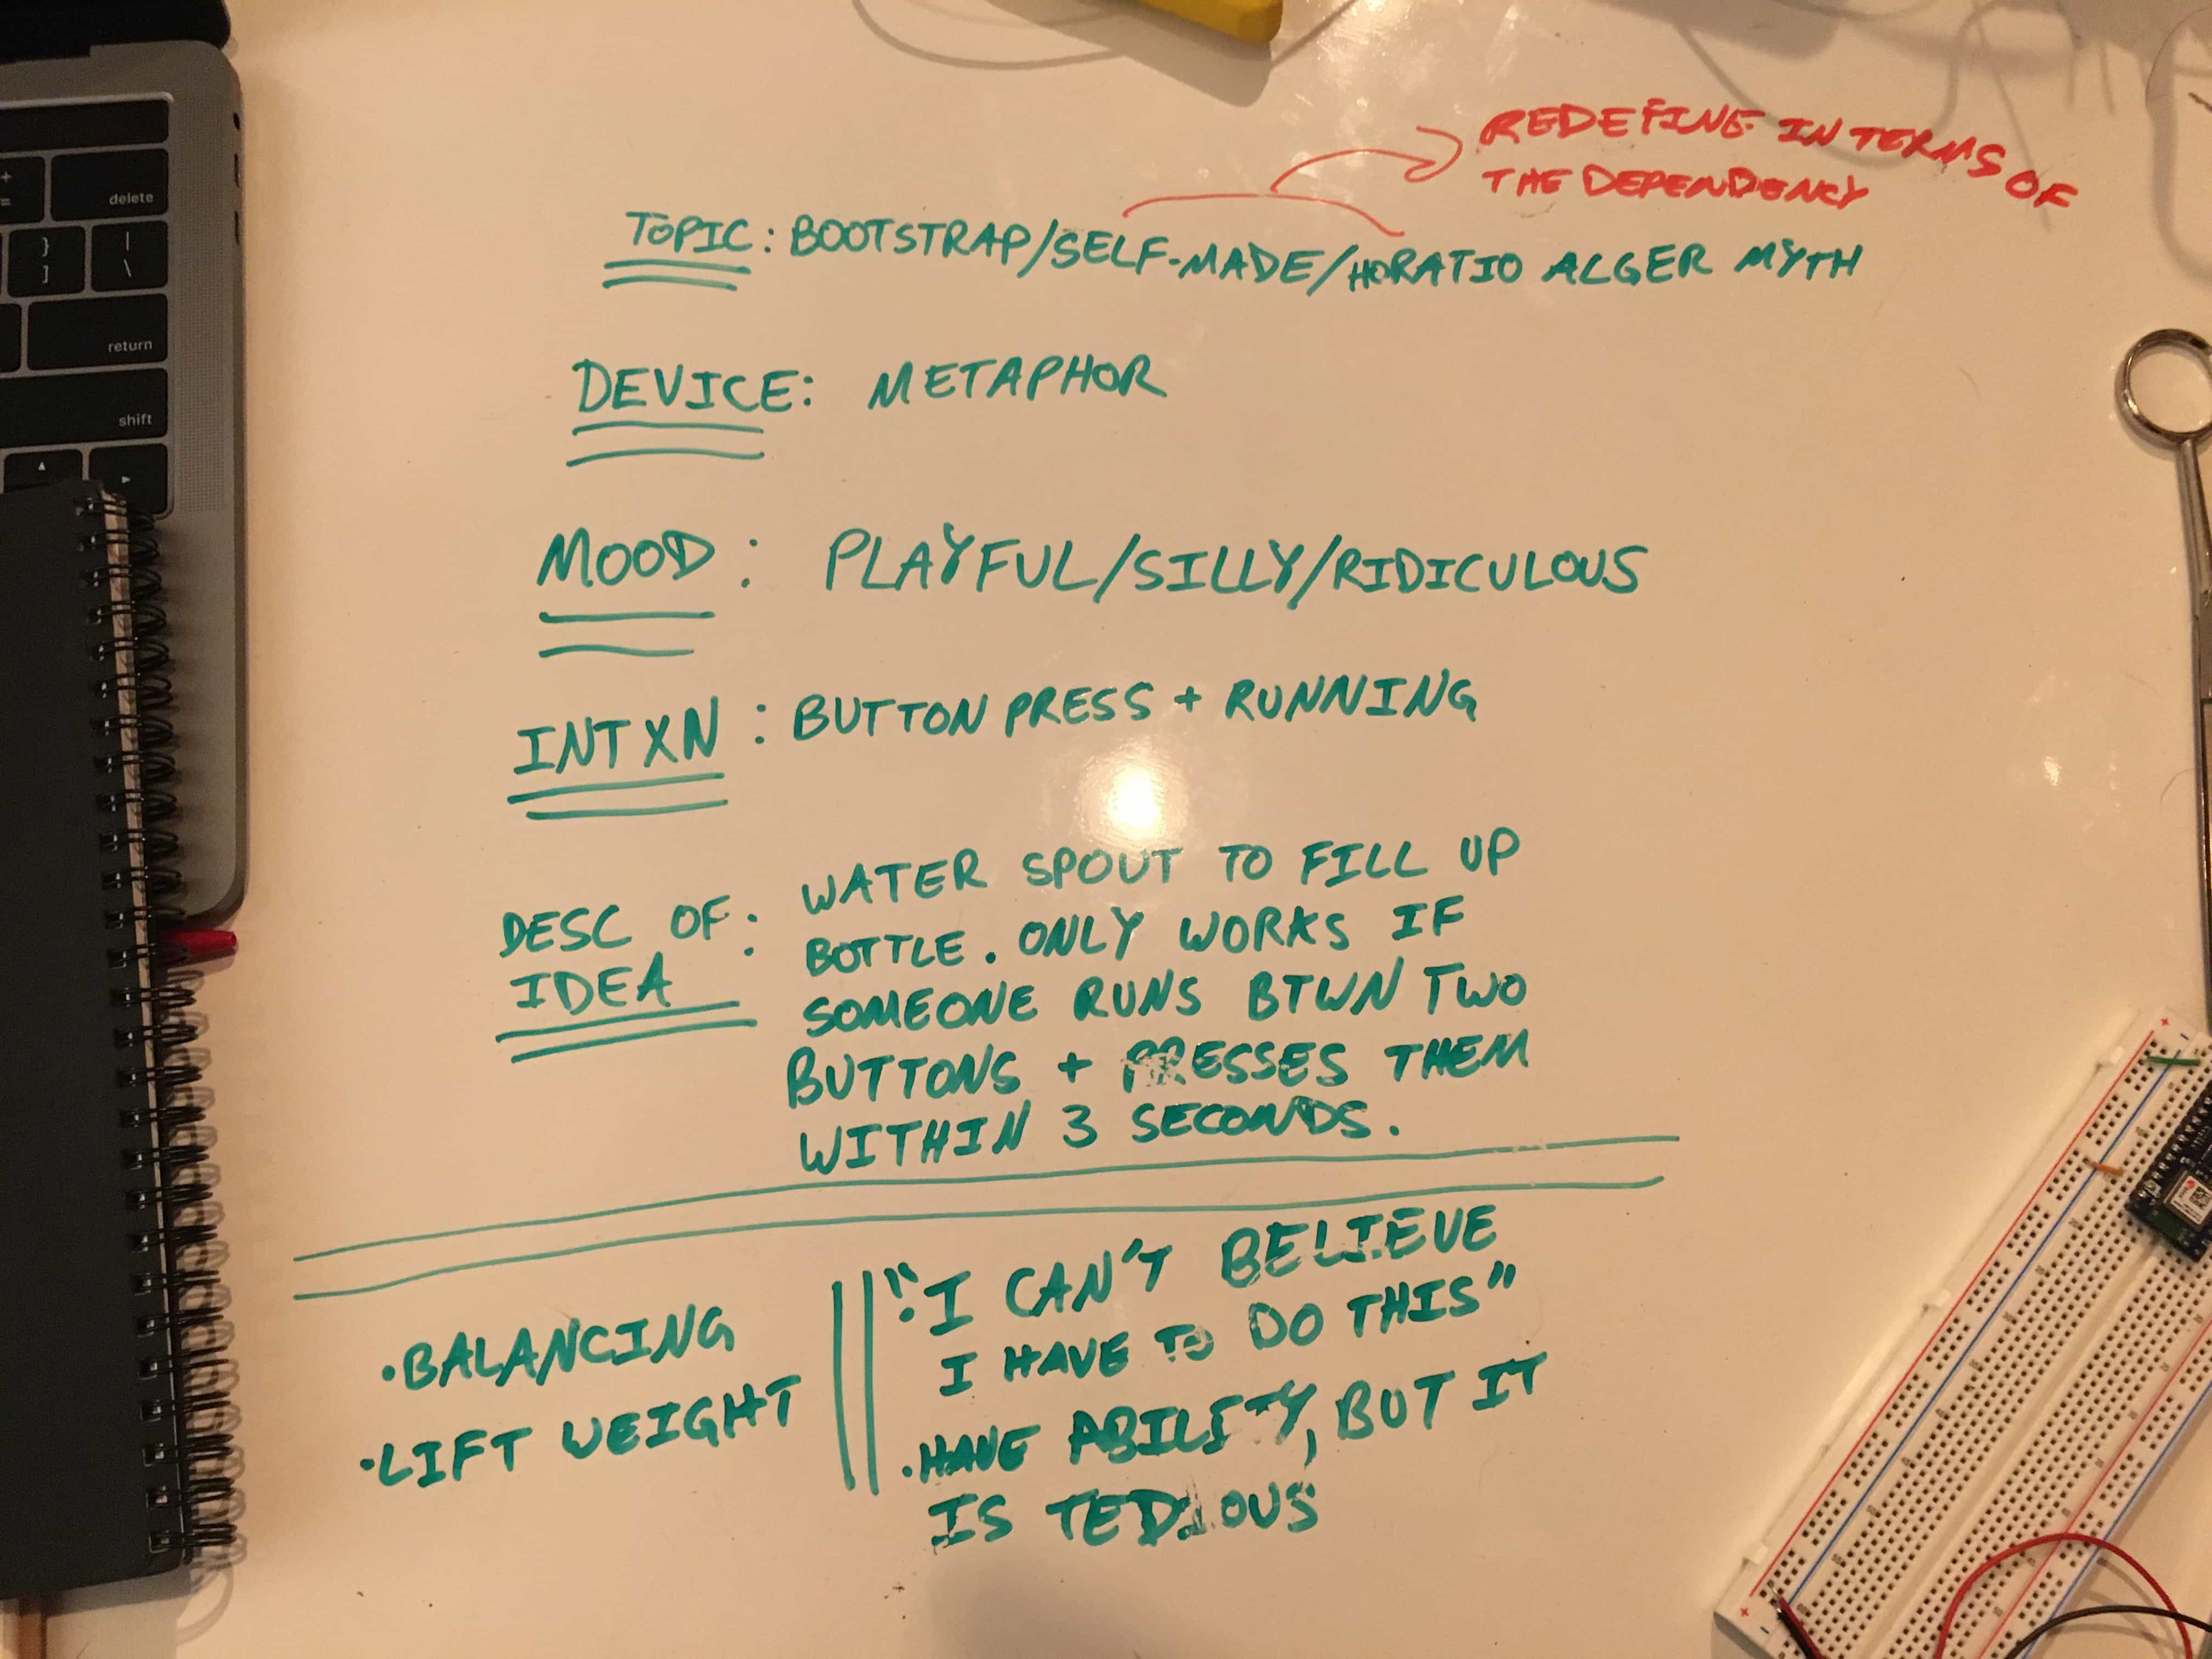 REDEFINE IN TERMS OF
THE DEPENDENCY
TOPIC: BOOTSTRAP/SELF-MADE/HORATIO ALGER MYTH
DEVICE: METAPHOR
MOOD: PLAYFUL/SILLY/RIDICULOUS
INTXN: BUTTON PRESS + RUNNING
DESC OF IDEA:
WATER SPOUT TO FILL UP
BOTTLE. ONLY WORKS IF
SOMEONE RUNS BTWN TWO
BUTTONS + PRESSES THEM
WITHIN 3 SECONDS.
•BALANCING
•LIFT WEIGHT
•"I CAN'T BELIEVE
I HAVE TO DO THIS"
•HAVE ABILITY, BUT IT
IS TEDIOUS
+
=
delete
}
]
|
\
return
shift